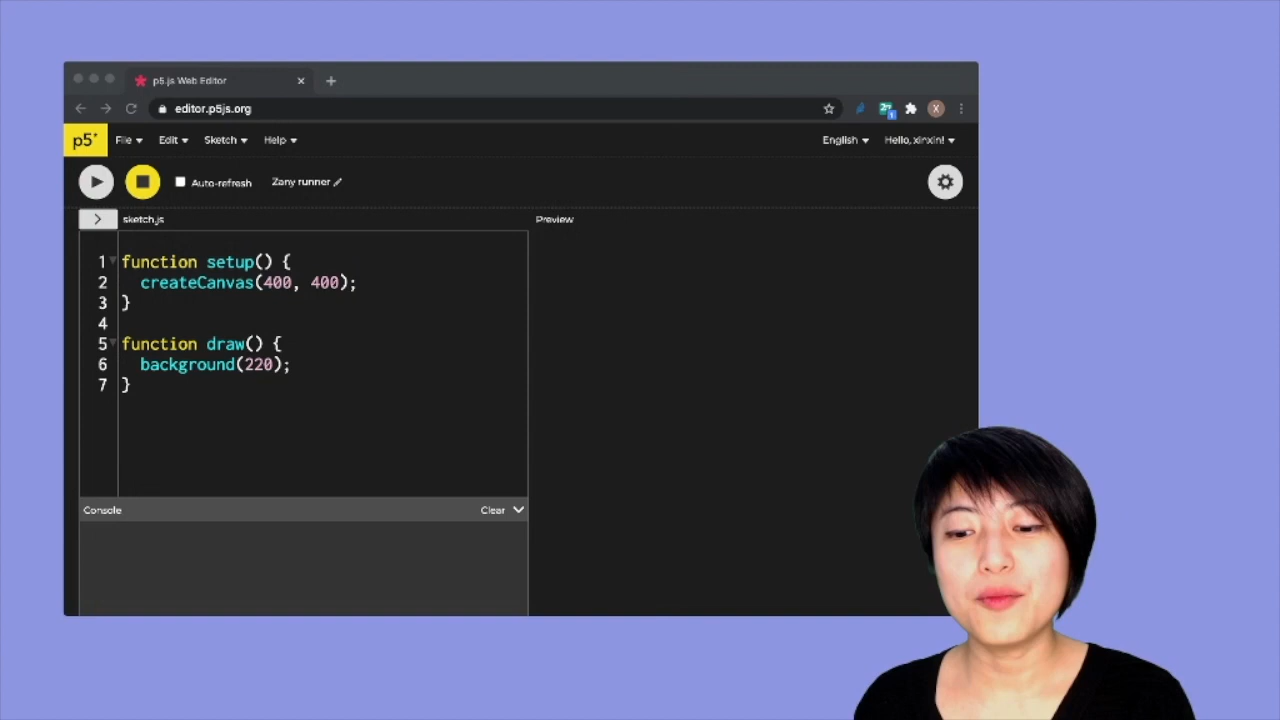 p5.js Web Editor
editor.p5js.org
X
p5* File Edit Sketch Help English Hello, xinxin!
Auto-refresh Zany runner
sketch.js Preview
1 function setup() {
2 createCanvas(400, 400);
3 }
4
5 function draw() {
6 background(220);
7 }
Console Clear